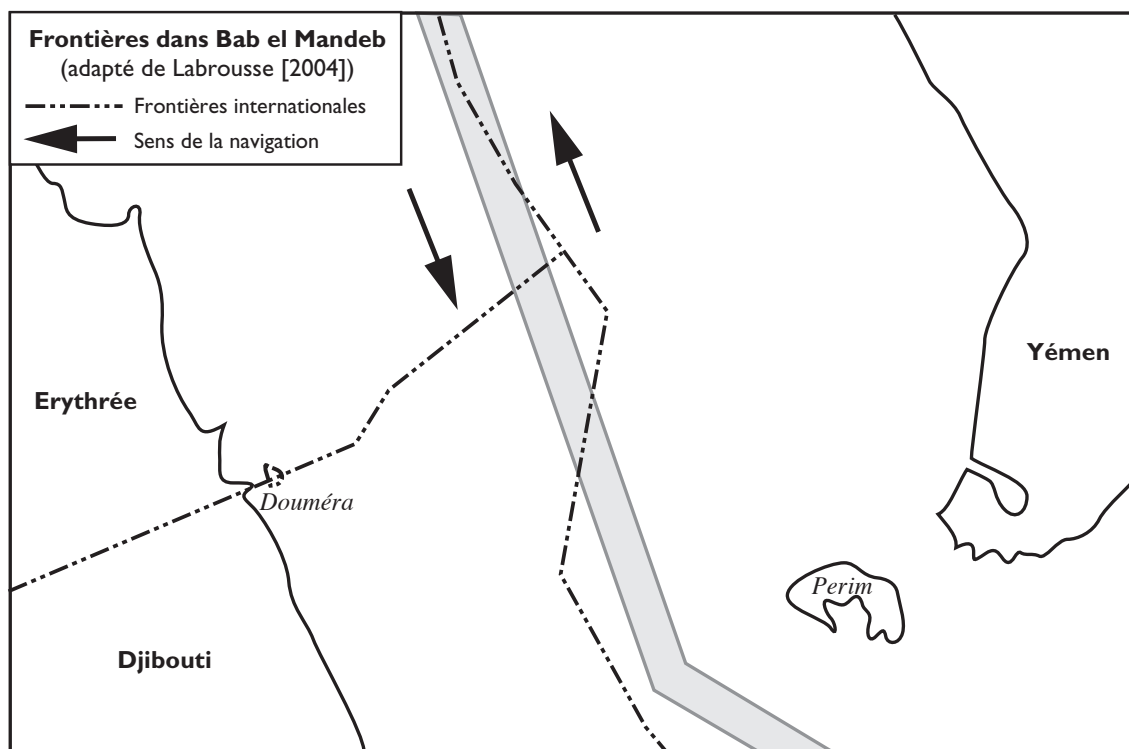 Frontières dans Bab el Mandeb
(adapté de Labrousse [2004])
Frontières internationales
Sens de la navigation
Yémen
Erythrée
Douméra
Perim
Djibouti